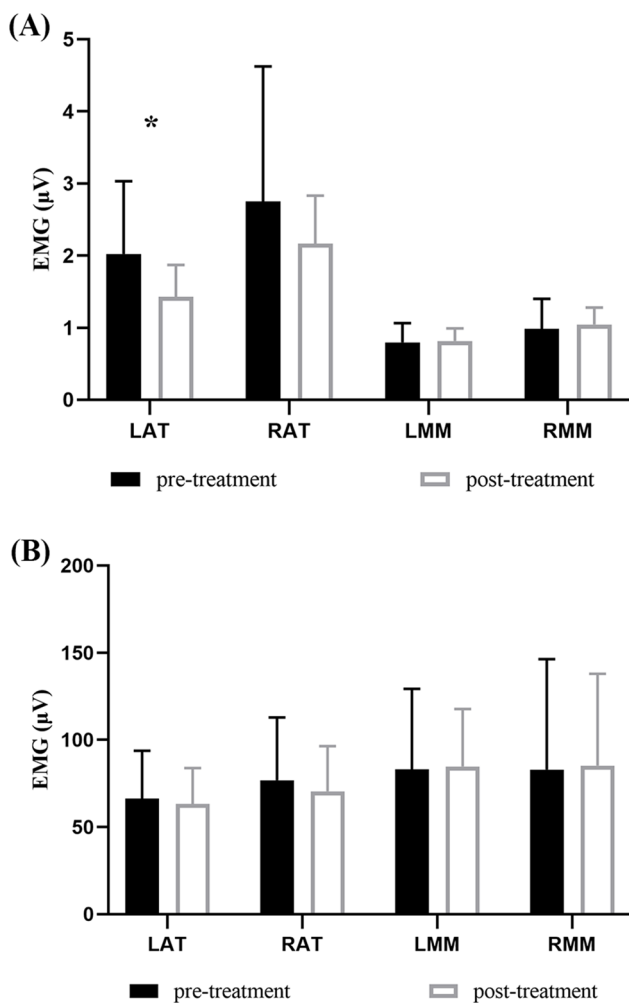 (A)
5
4
3
2
1
0
EMG (µV)
*
LAT RAT LMM RMM
pre-treatment post-treatment
(B)
200
150
100
50
0
EMG (µV)
LAT RAT LMM RMM
pre-treatment post-treatment